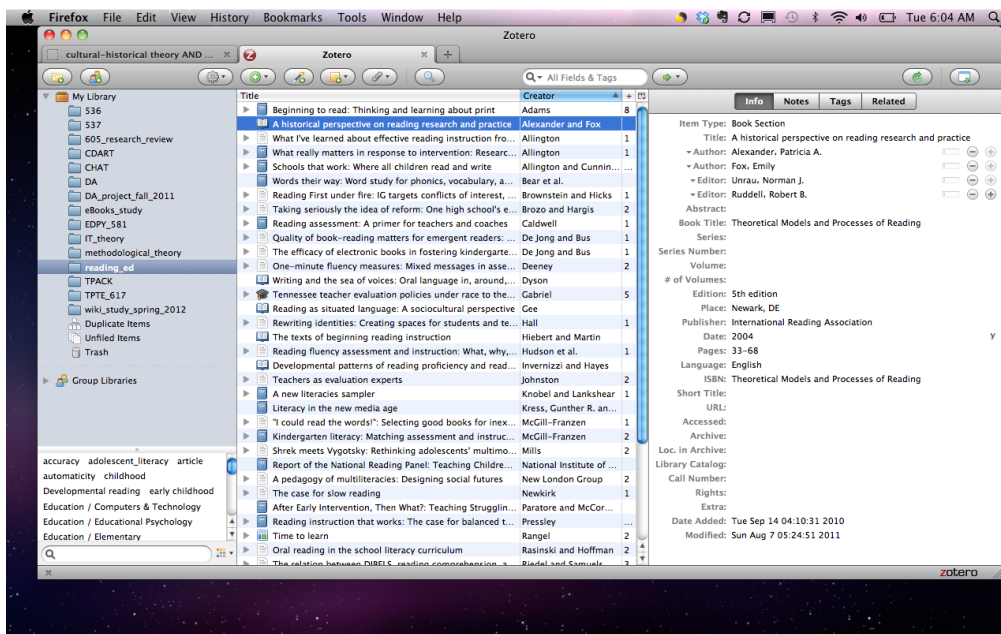 Firefox File Edit View History Bookmarks Tools Window Help Tue 6:04 AM
Zotero
cultural-historical theory AND ... Zotero
All Fields & Tags
My Library
536
537
605_research_review
CDART
CHAT
DA
DA_project_fall_2011
eBooks_study
EDPY_581
IT_theory
methodological_theory
reading_ed
TPACK
TPTE_617
wiki_study_spring_2012
Duplicate Items
Unfiled Items
Trash
Group Libraries
accuracy adolescent_literacy article
automaticity childhood
Developmental reading early childhood
Education / Computers & Technology
Education / Educational Psychology
Education / Elementary
Title Creator +
Beginning to read: Thinking and learning about print Adams 8
A historical perspective on reading research and practice Alexander and Fox
What I've learned about effective reading instruction fro... Allington 1
What really matters in response to intervention: Researc... Allington 1
Schools that work: Where all children read and write Allington and Cunnin... ...
Words their way: Word study for phonics, vocabulary, a... Bear et al.
Reading First under fire: IG targets conflicts of interest, ... Brownstein and Hicks 1
Taking seriously the idea of reform: One high school's e... Brozo and Hargis 2
Reading assessment: A primer for teachers and coaches Caldwell 1
Quality of book-reading matters for emergent readers: ... De Jong and Bus 1
The efficacy of electronic books in fostering kindergarte... De Jong and Bus 1
One-minute fluency measures: Mixed messages in asse... Deeney 2
Writing and the sea of voices: Oral language in, around,... Dyson
Tennessee teacher evaluation policies under race to the... Gabriel 5
Reading as situated language: A sociocultural perspective Gee
Rewriting identities: Creating spaces for students and te... Hall 1
The texts of beginning reading instruction Hiebert and Martin
Reading fluency assessment and instruction: What, why,... Hudson et al. 1
Developmental patterns of reading proficiency and read... Invernizzi and Hayes
Teachers as evaluation experts Johnston 2
A new literacies sampler Knobel and Lankshear 1
Literacy in the new media age Kress, Gunther R. an...
"I could read the words!": Selecting good books for inex... McGill-Franzen 1
Kindergarten literacy: Matching assessment and instruc... McGill-Franzen 2
Shrek meets Vygotsky: Rethinking adolescents' multimo... Mills 2
Report of the National Reading Panel: Teaching Childre... National Institute of ...
A pedagogy of multiliteracies: Designing social futures New London Group 2
The case for slow reading Newkirk 1
After Early Intervention, Then What?: Teaching Strugglin... Paratore and McCor...
Reading instruction that works: The case for balanced t... Pressley ...
Time to learn Rangel 2
Oral reading in the school literacy curriculum Rasinski and Hoffman 2
The relation between DIBELS, reading comprehension, a... Riedel and Samuels 3
Info Notes Tags Related
Item Type: Book Section
Title: A historical perspective on reading research and practice
Author: Alexander, Patricia A.
Author: Fox, Emily
Editor: Unrau, Norman J.
Editor: Ruddell, Robert B.
Abstract:
Book Title: Theoretical Models and Processes of Reading
Series:
Series Number:
Volume:
# of Volumes:
Edition: 5th edition
Place: Newark, DE
Publisher: International Reading Association
Date: 2004 y
Pages: 33-68
Language: English
ISBN: Theoretical Models and Processes of Reading
Short Title:
URL:
Accessed:
Archive:
Loc. in Archive:
Library Catalog:
Call Number:
Rights:
Extra:
Date Added: Tue Sep 14 04:10:31 2010
Modified: Sun Aug 7 05:24:51 2011
zotero